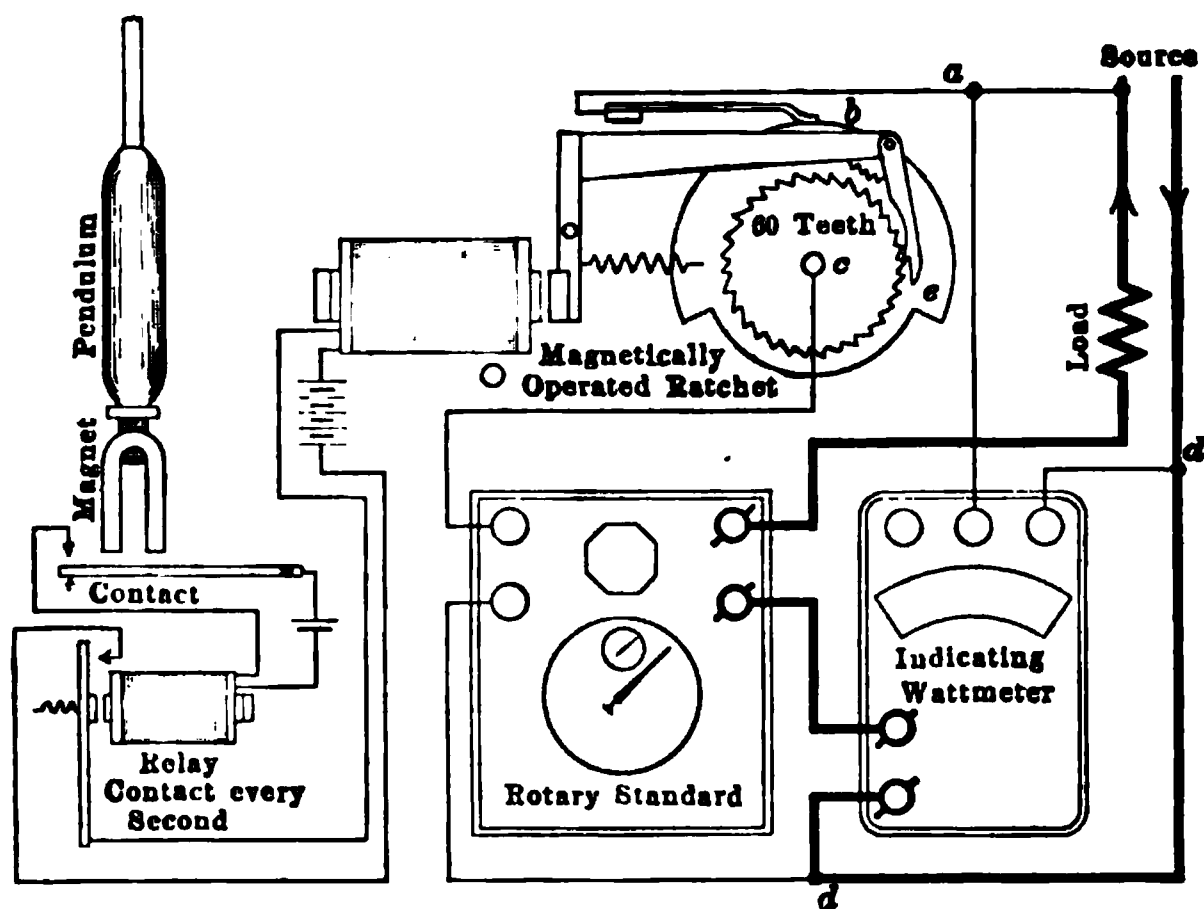 Source
a
b
60 Teeth
c
e
Pendulum
Load
Magnetically
Operated Ratchet
Magnet
d
Contact
Indicating
Wattmeter
Relay
Contact every
Second
Rotary Standard
d